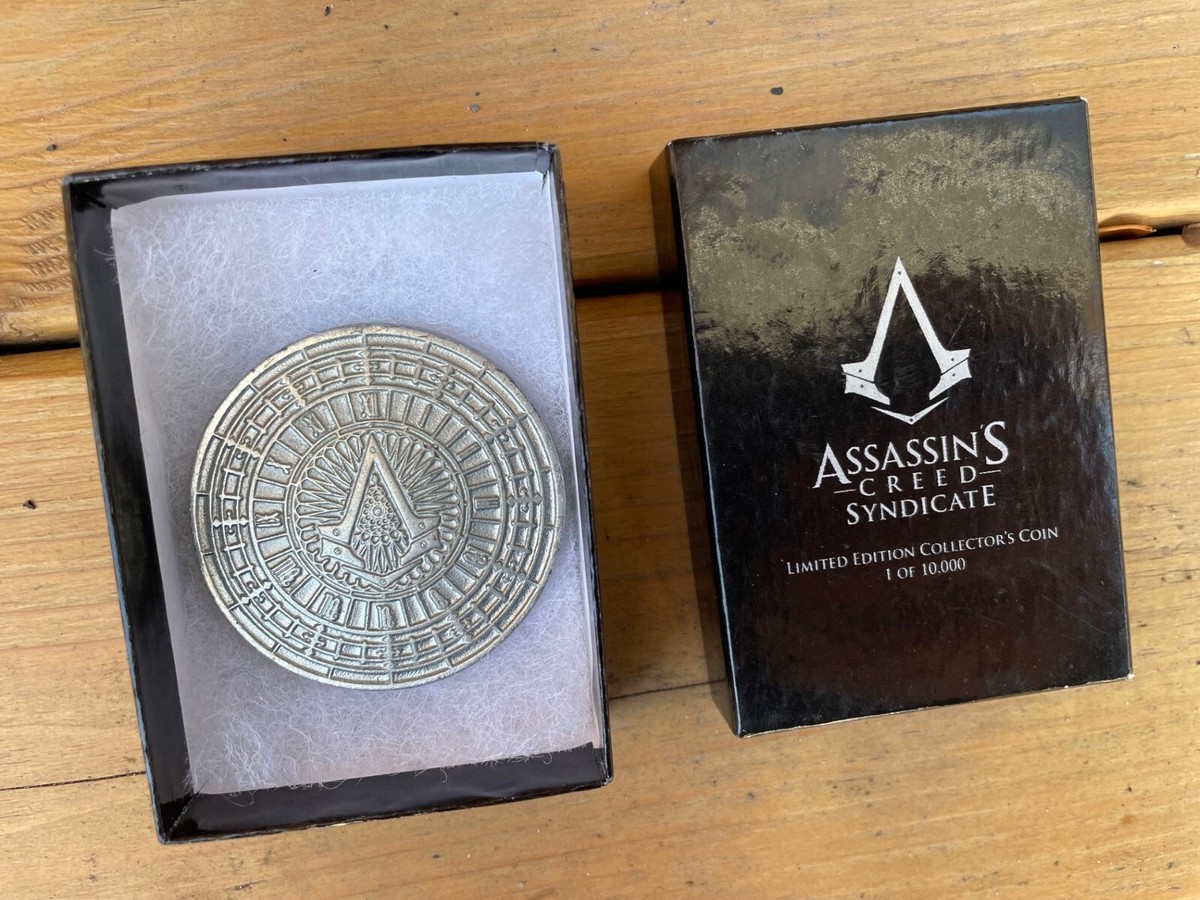 ASSASSIN'S
CREED
SYNDICATE
LIMITED EDITION COLLECTOR'S COIN
1 OF 10,000